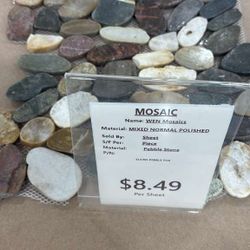 MOSAIC
Name: WEN Mosaics
Material: MIXED NORMAL POLISHED
Sold By: Sheet
S/F Per: Piece
Material: Pebble Stone
$8.49
Per Sheet